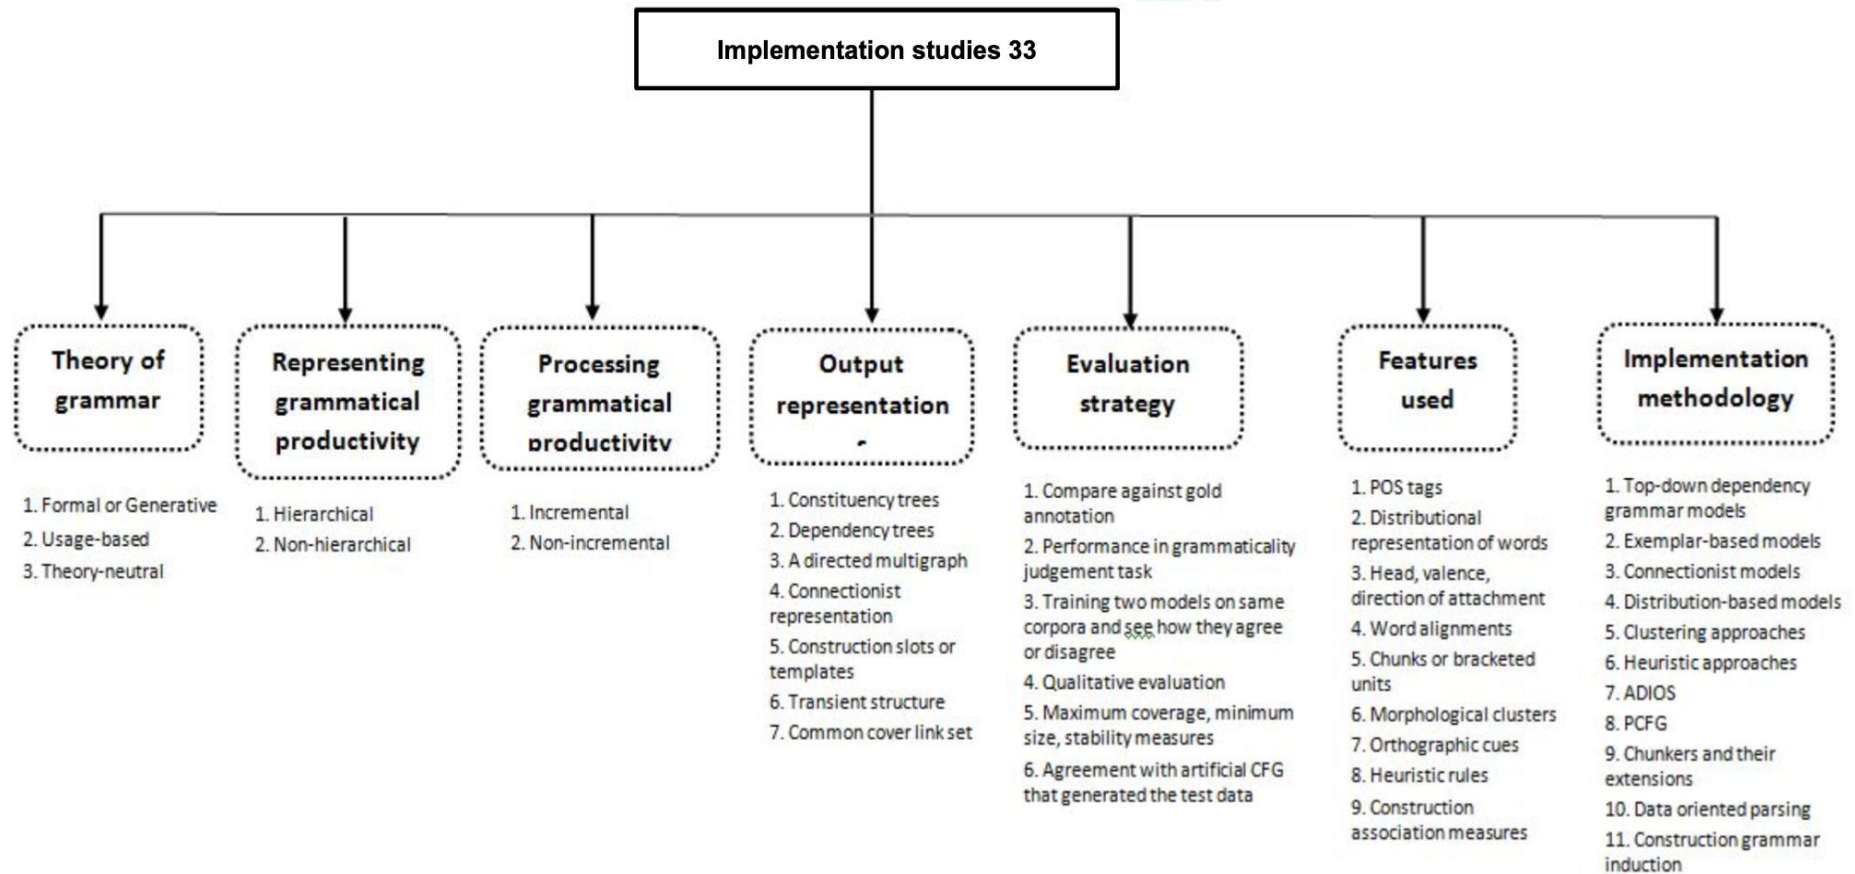 Implementation studies 33
Theory of
grammar
1. Formal or Generative
2. Usage-based
3. Theory-neutral
Representing
grammatical
productivity
1. Hierarchical
2. Non-hierarchical
Processing
grammatical
productivity
1. Incremental
2. Non-incremental
Output
representation
1. Constituency trees
2. Dependency trees
3. A directed multigraph
4. Connectionist
representation
5. Construction slots or
templates
6. Transient structure
7. Common cover link set
Evaluation
strategy
1. Compare against gold
annotation
2. Performance in grammaticality
judgement task
3. Training two models on same
corpora and see how they agree
or disagree
4. Qualitative evaluation
5. Maximum coverage, minimum
size, stability measures
6. Agreement with artificial CFG
that generated the test data
Features
used
1. POS tags
2. Distributional
representation of words
3. Head, valence,
direction of attachment
4. Word alignments
5. Chunks or bracketed
units
6. Morphological clusters
7. Orthographic cues
8. Heuristic rules
9. Construction
association measures
Implementation
methodology
1. Top-down dependency
grammar models
2. Exemplar-based models
3. Connectionist models
4. Distribution-based models
5. Clustering approaches
6. Heuristic approaches
7. ADIOS
8. PCFG
9. Chunkers and their
extensions
10. Data oriented parsing
11. Construction grammar
induction